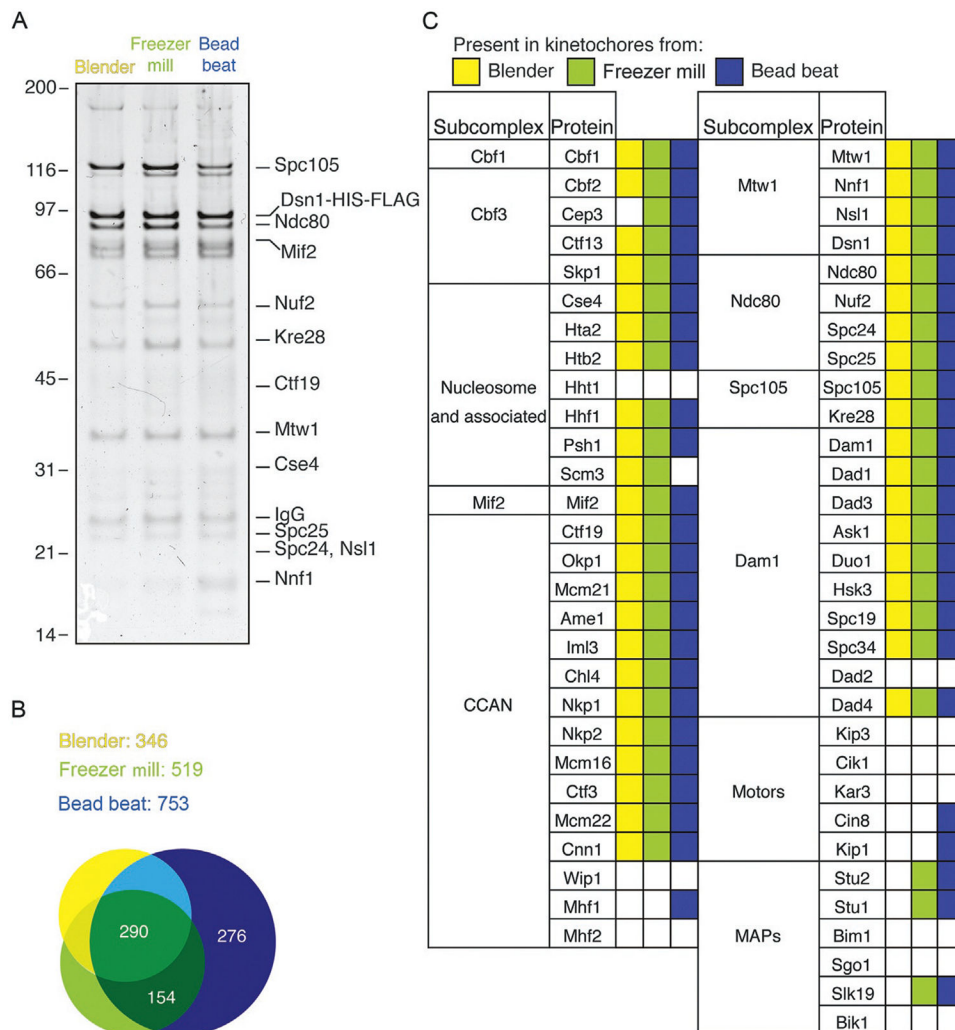 A
Blender
Freezer
mill
Bead
beat
200
116
97
66
45
31
21
14
Spc105
Dsn1-HIS-FLAG
Ndc80
Mif2
Nuf2
Kre28
Ctf19
Mtw1
Cse4
IgG
Spc25
Spc24, Nsl1
Nnf1
B
Blender: 346
Freezer mill: 519
Bead beat: 753
290
276
154
C
Present in kinetochores from:
Blender Freezer mill Bead beat
Subcomplex Protein
Cbf1 Cbf1
Cbf3
Cbf2
Cep3
Ctf13
Skp1
Nucleosome
and associated
Cse4
Hta2
Htb2
Hht1
Hhf1
Psh1
Scm3
Mif2 Mif2
CCAN
Ctf19
Okp1
Mcm21
Ame1
Iml3
Chl4
Nkp1
Nkp2
Mcm16
Ctf3
Mcm22
Cnn1
Wip1
Mhf1
Mhf2
Subcomplex Protein
Mtw1
Mtw1
Nnf1
Nsl1
Dsn1
Ndc80
Ndc80
Nuf2
Spc24
Spc25
Spc105
Spc105
Kre28
Dam1
Dam1
Dad1
Dad3
Ask1
Duo1
Hsk3
Spc19
Spc34
Dad2
Dad4
Motors
Kip3
Cik1
Kar3
Cin8
Kip1
MAPs
Stu2
Stu1
Bim1
Sgo1
Slk19
Bik1